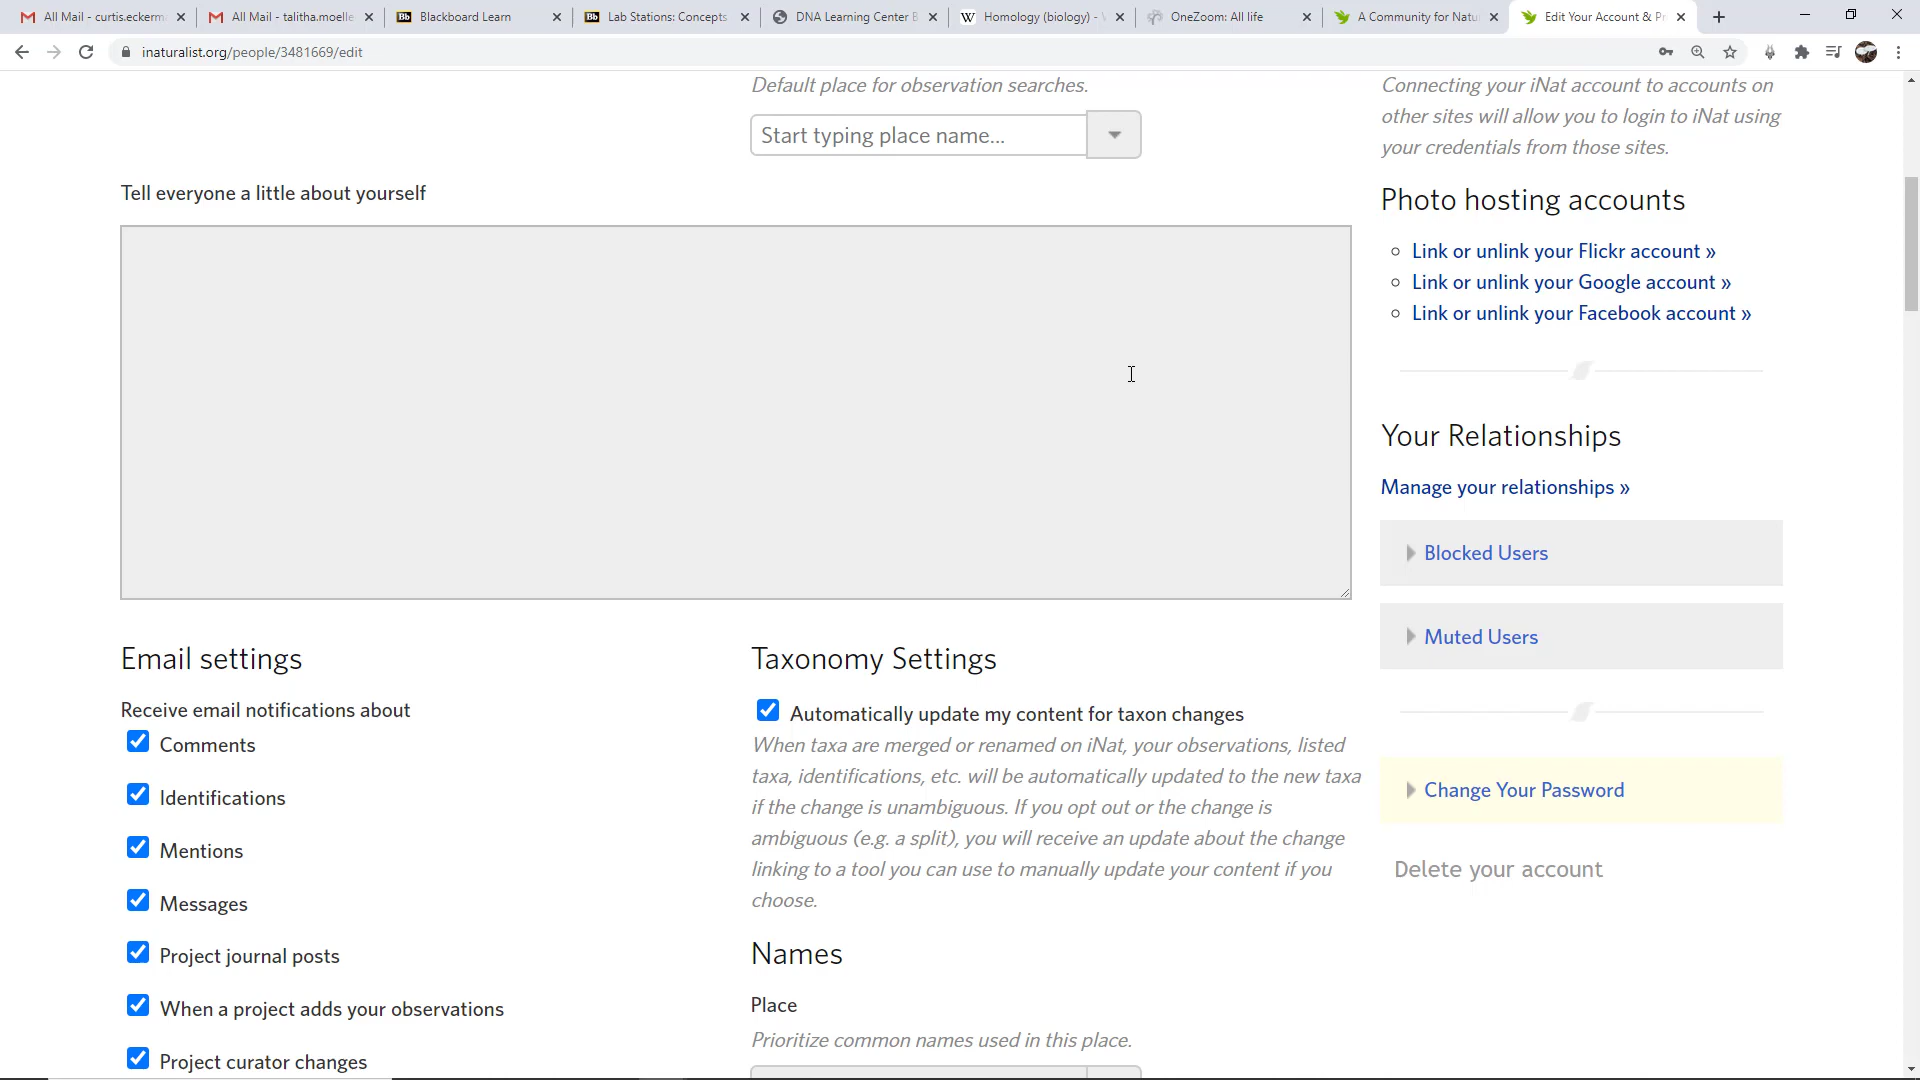 All Mail - curtis.eckerm
All Mail - talitha.moelle
Blackboard Learn
Lab Stations: Concepts
DNA Learning Center B
Homology (biology) -
OneZoom: All life
A Community for Natu
Edit Your Account & Pr
inaturalist.org/people/3481669/edit
Default place for observation searches.
Start typing place name...
Tell everyone a little about yourself
Email settings
Receive email notifications about
Comments
Identifications
Mentions
Messages
Project journal posts
When a project adds your observations
Project curator changes
Taxonomy Settings
Automatically update my content for taxon changes
When taxa are merged or renamed on iNat, your observations, listed
taxa, identifications, etc. will be automatically updated to the new taxa
if the change is unambiguous. If you opt out or the change is
ambiguous (e.g. a split), you will receive an update about the change
linking to a tool you can use to manually update your content if you
choose.
Names
Place
Prioritize common names used in this place.
Connecting your iNat account to accounts on
other sites will allow you to login to iNat using
your credentials from those sites.
Photo hosting accounts
Link or unlink your Flickr account »
Link or unlink your Google account »
Link or unlink your Facebook account »
Your Relationships
Manage your relationships »
Blocked Users
Muted Users
Change Your Password
Delete your account